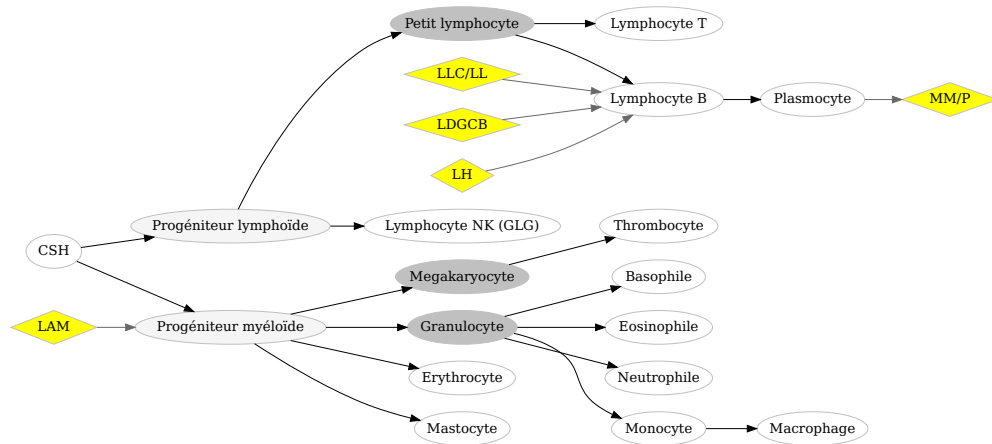 Petit lymphocyte
Lymphocyte T
LLC/LL
Lymphocyte B
Plasmocyte
MM/P
LDGCB
LH
Progéniteur lymphoïde
Lymphocyte NK (GLG)
Thrombocyte
CSH
Megakaryocyte
Basophile
LAM
Progéniteur myéloïde
Granulocyte
Eosinophile
Erythrocyte
Neutrophile
Mastocyte
Monocyte
Macrophage